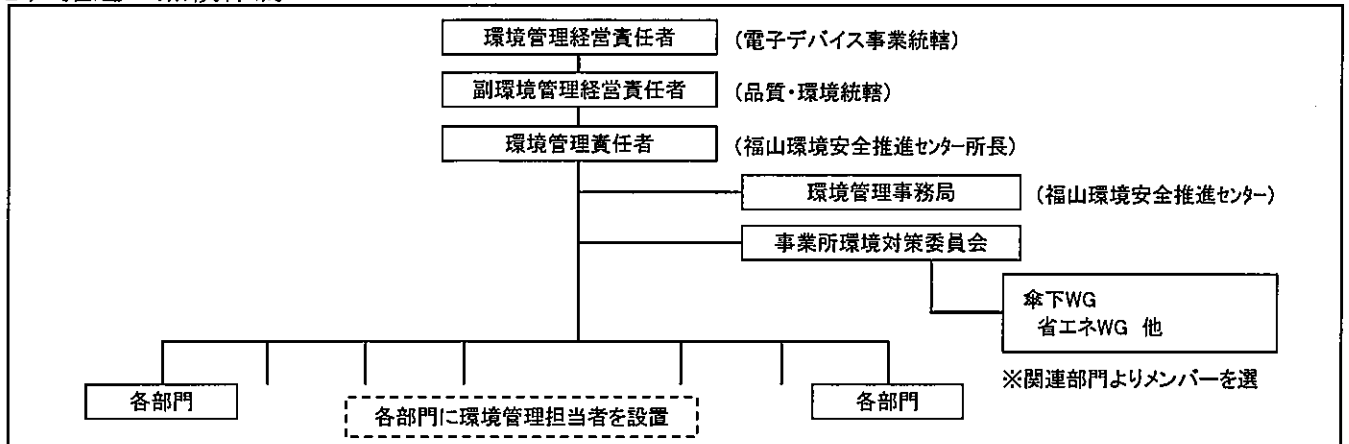 環境管理経営責任者 (電子デバイス事業統轄)
副環境管理経営責任者 (品質・環境統轄)
環境管理責任者 (福山環境安全推進センター所長)
環境管理事務局 (福山環境安全推進センター)
事業所環境対策委員会
傘下WG
省エネWG 他
※関連部門よりメンバーを選
各部門 各部門
各部門に環境管理担当者を設置